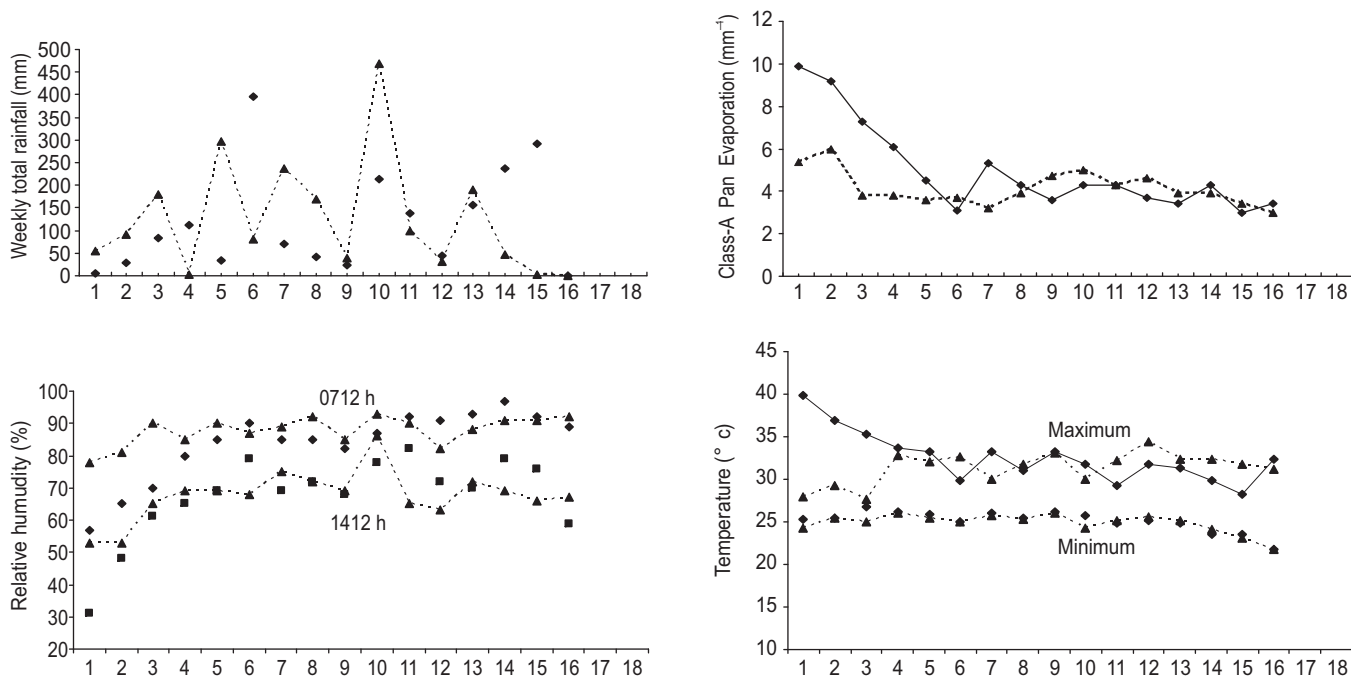 Weekly total rainfall (mm)
500
450
400
350
300
250
200
150
100
50
0
1 2 3 4 5 6 7 8 9 10 11 12 13 14 15 16 17 18
Class-A Pan Evaporation (mm⁻¹)
12
10
8
6
4
2
0
1 2 3 4 5 6 7 8 9 10 11 12 13 14 15 16 17 18
Relative humudity (%)
100
90
80
70
60
50
40
30
20
0712 h
1412 h
1 2 3 4 5 6 7 8 9 10 11 12 13 14 15 16 17 18
Temperature (° c)
45
40
35
30
25
20
15
10
Maximum
Minimum
1 2 3 4 5 6 7 8 9 10 11 12 13 14 15 16 17 18